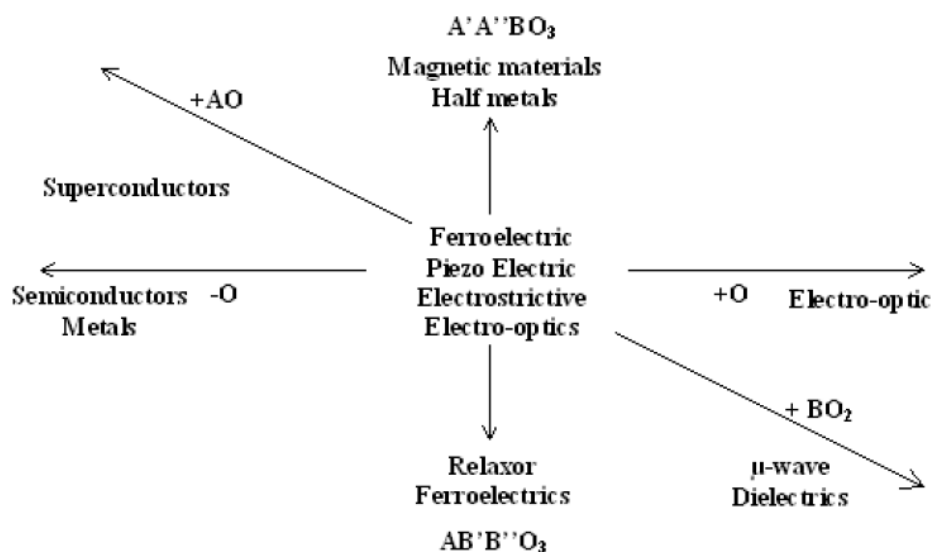 A'A''BO₃
Magnetic materials
Half metals
+AO
Superconductors
Ferroelectric
Piezo Electric
Electrostrictive
Electro-optics
Semiconductors -O
Metals
+O Electro-optic
+ BO₂
Relaxor
Ferroelectrics
µ-wave
Dielectrics
AB'B''O₃